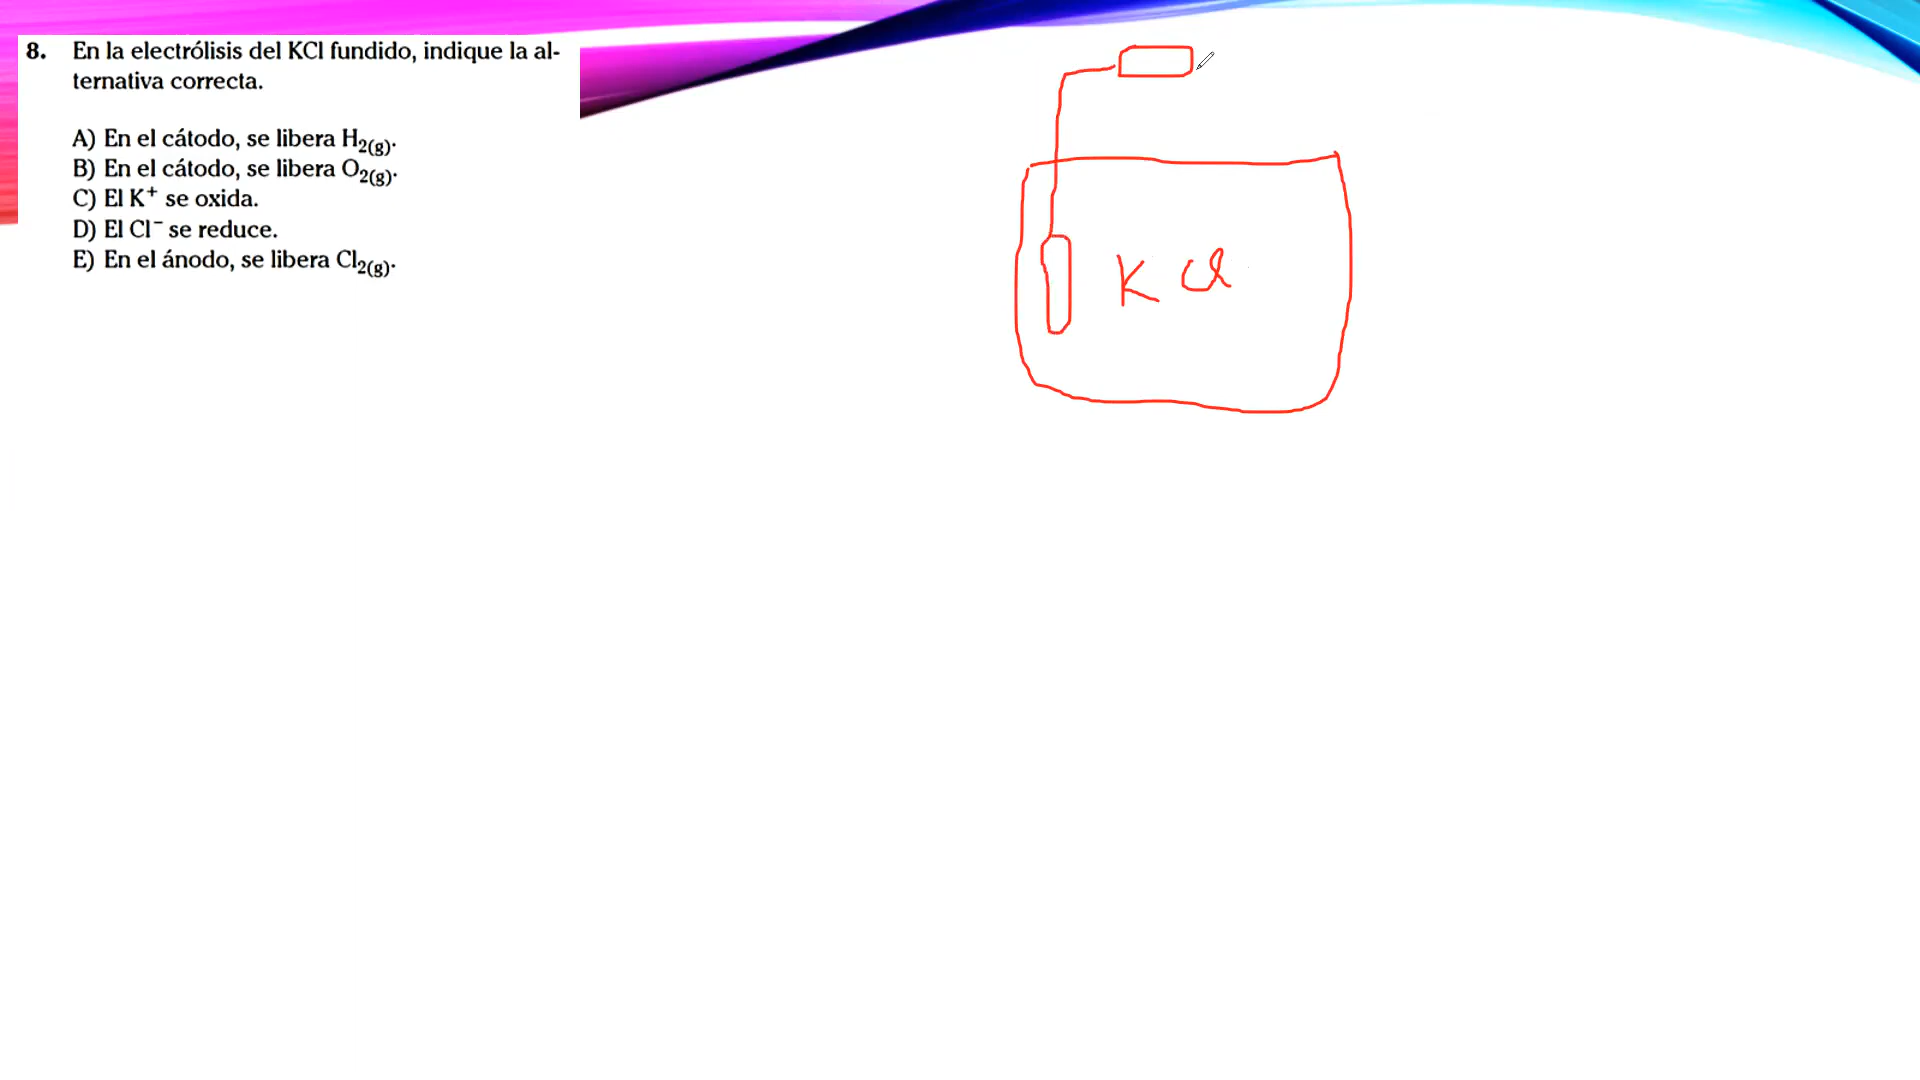 8. En la electrólisis del KCl fundido, indique la al-
ternativa correcta.
A) En el cátodo, se libera H₂(g).
B) En el cátodo, se libera O₂(g).
C) El K⁺ se oxida.
D) El Cl⁻ se reduce.
E) En el ánodo, se libera Cl₂(g).
K Cl